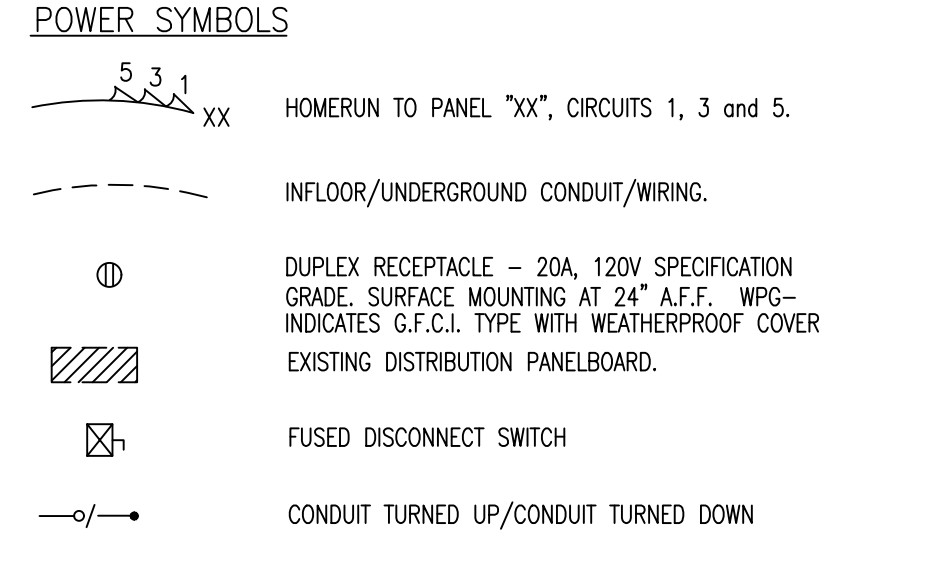 POWER SYMBOLS
5 3 1
XX
HOMERUN TO PANEL "XX", CIRCUITS 1, 3 and 5.
INFLOOR/UNDERGROUND CONDUIT/WIRING.
DUPLEX RECEPTACLE – 20A, 120V SPECIFICATION
GRADE. SURFACE MOUNTING AT 24" A.F.F. WPG–
INDICATES G.F.C.I. TYPE WITH WEATHERPROOF COVER
EXISTING DISTRIBUTION PANELBOARD.
FUSED DISCONNECT SWITCH
/
CONDUIT TURNED UP/CONDUIT TURNED DOWN